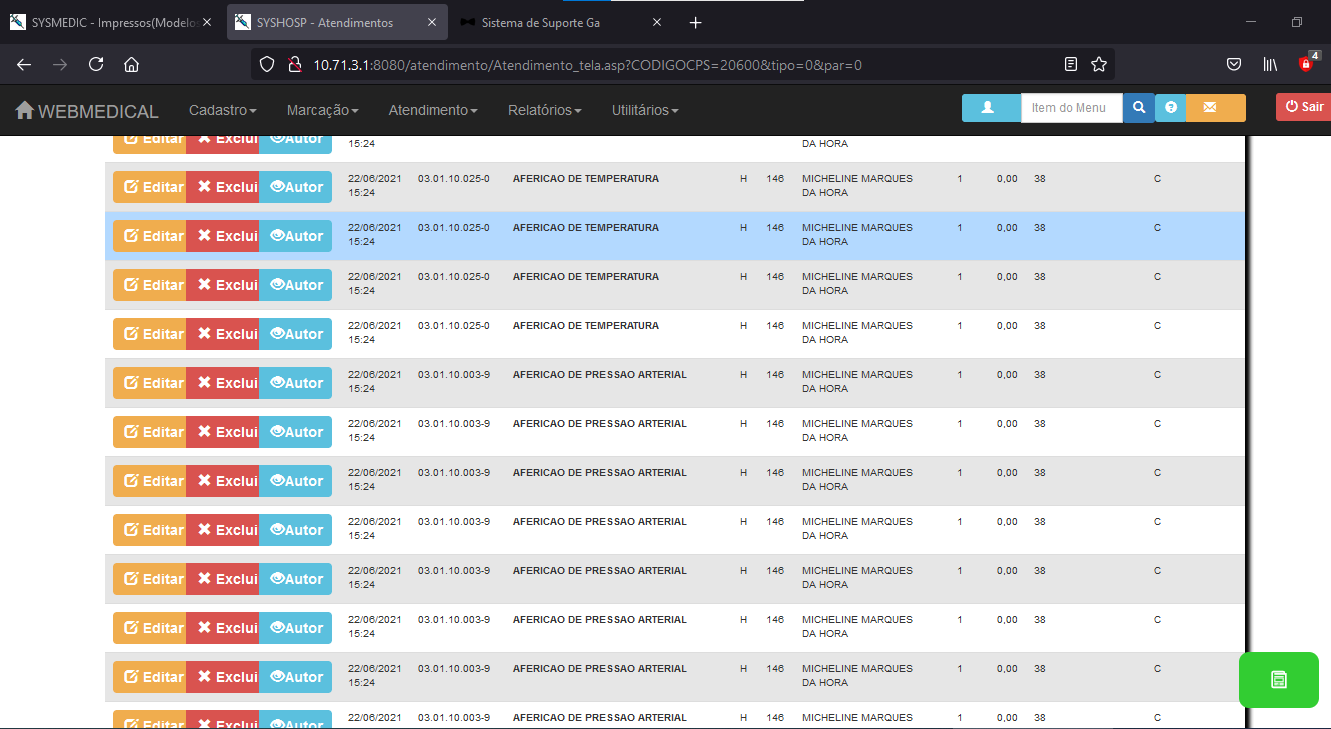 SYSMEDIC - Impressos(Modelos
SYSHOSP - Atendimentos
Sistema de Suporte Ga
10.71.3.1:8080/atendimento/Atendimento_tela.asp?CODIGOCPS=20600&tipo=0&par=0
4
WEBMEDICAL Cadastro Marcação Atendimento Relatórios Utilitários Item do Menu Sair
Editar Exclui Autor 15:24 DA HORA
Editar Exclui Autor 22/06/2021 03.01.10.025-0 AFERICAO DE TEMPERATURA H 146 MICHELINE MARQUES 1 0,00 38 C
15:24 DA HORA
Editar Exclui Autor 22/06/2021 03.01.10.025-0 AFERICAO DE TEMPERATURA H 146 MICHELINE MARQUES 1 0,00 38 C
15:24 DA HORA
Editar Exclui Autor 22/06/2021 03.01.10.025-0 AFERICAO DE TEMPERATURA H 146 MICHELINE MARQUES 1 0,00 38 C
15:24 DA HORA
Editar Exclui Autor 22/06/2021 03.01.10.025-0 AFERICAO DE TEMPERATURA H 146 MICHELINE MARQUES 1 0,00 38 C
15:24 DA HORA
Editar Exclui Autor 22/06/2021 03.01.10.003-9 AFERICAO DE PRESSAO ARTERIAL H 146 MICHELINE MARQUES 1 0,00 38 C
15:24 DA HORA
Editar Exclui Autor 22/06/2021 03.01.10.003-9 AFERICAO DE PRESSAO ARTERIAL H 146 MICHELINE MARQUES 1 0,00 38 C
15:24 DA HORA
Editar Exclui Autor 22/06/2021 03.01.10.003-9 AFERICAO DE PRESSAO ARTERIAL H 146 MICHELINE MARQUES 1 0,00 38 C
15:24 DA HORA
Editar Exclui Autor 22/06/2021 03.01.10.003-9 AFERICAO DE PRESSAO ARTERIAL H 146 MICHELINE MARQUES 1 0,00 38 C
15:24 DA HORA
Editar Exclui Autor 22/06/2021 03.01.10.003-9 AFERICAO DE PRESSAO ARTERIAL H 146 MICHELINE MARQUES 1 0,00 38 C
15:24 DA HORA
Editar Exclui Autor 22/06/2021 03.01.10.003-9 AFERICAO DE PRESSAO ARTERIAL H 146 MICHELINE MARQUES 1 0,00 38 C
15:24 DA HORA
Editar Exclui Autor 22/06/2021 03.01.10.003-9 AFERICAO DE PRESSAO ARTERIAL H 146 MICHELINE MARQUES 1 0,00 38 C
15:24 DA HORA
Editar Exclui Autor 22/06/2021 03.01.10.003-9 AFERICAO DE PRESSAO ARTERIAL H 146 MICHELINE MARQUES 1 0,00 38 C